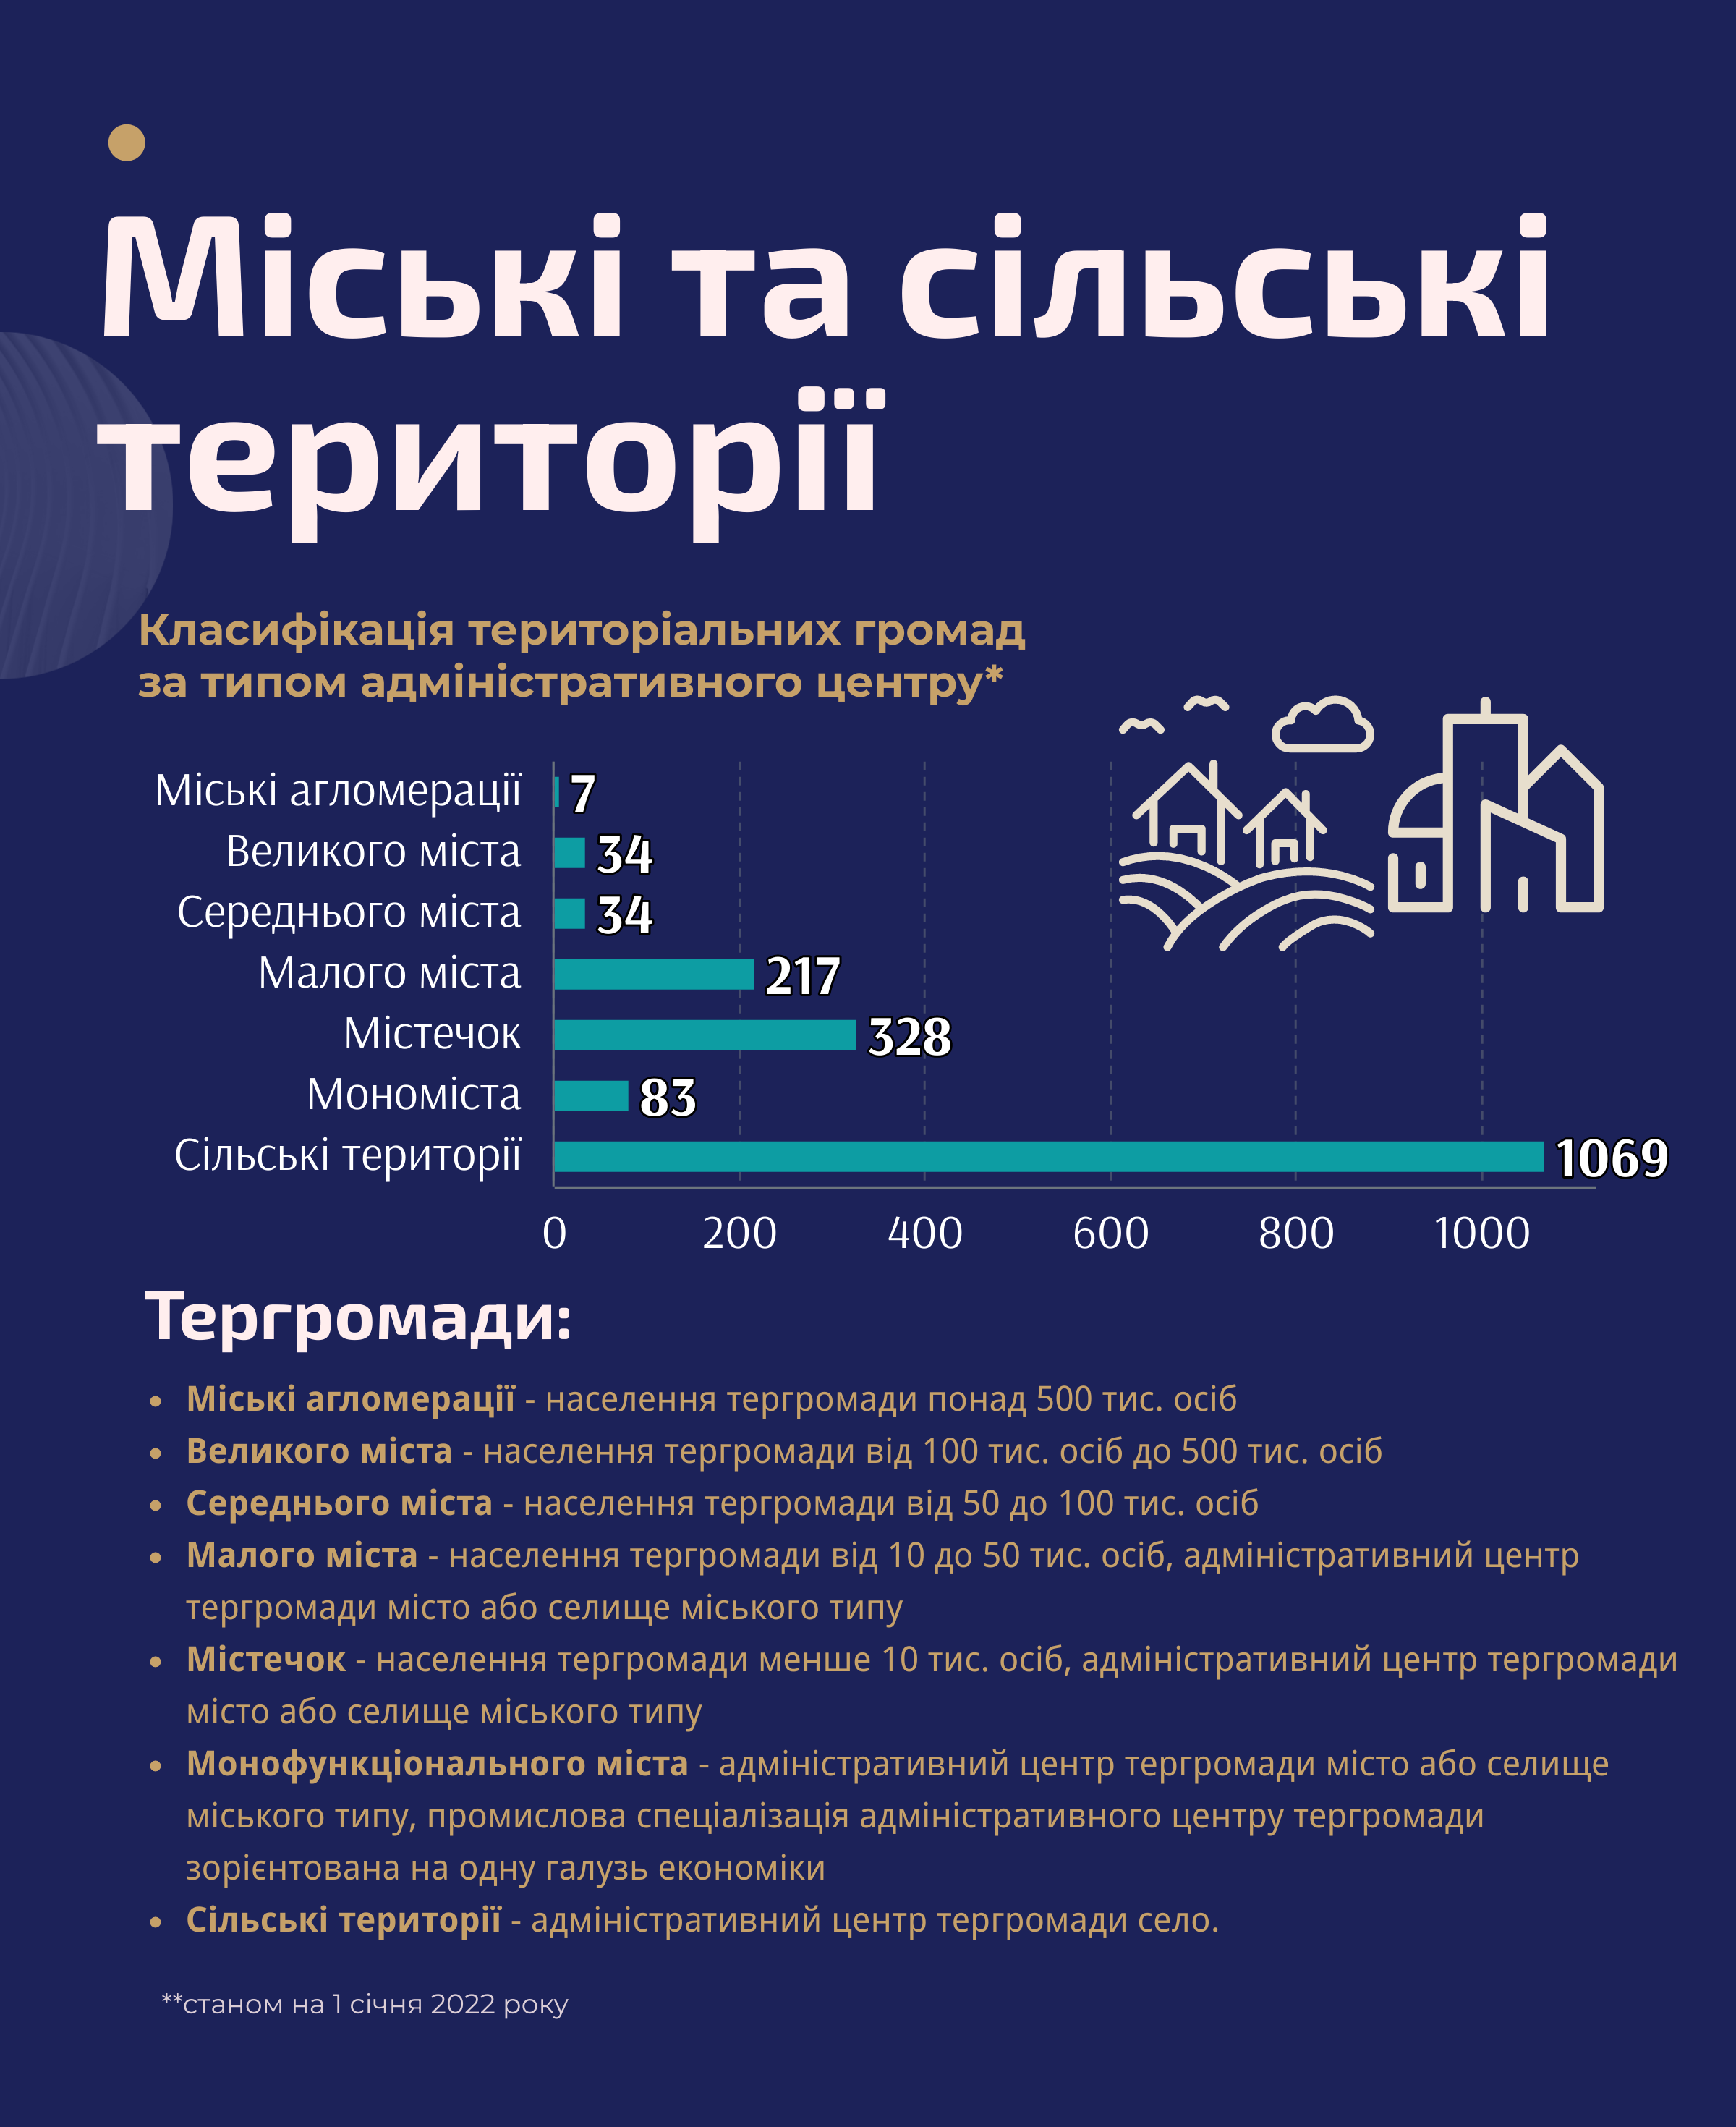 Міські та сільські
території
Класифікація територіальних громад
за типом адміністративного центру*
Міські агломерації 7
Великого міста 34
Середнього міста 34
Малого міста 217
Містечок 328
Мономіста 83
Сільські території 1069
0 200 400 600 800 1000
Тергромади:
• Міські агломерації - населення тергромади понад 500 тис. осіб
• Великого міста - населення тергромади від 100 тис. осіб до 500 тис. осіб
• Середнього міста - населення тергромади від 50 до 100 тис. осіб
• Малого міста - населення тергромади від 10 до 50 тис. осіб, адміністративний центр
тергромади місто або селище міського типу
• Містечок - населення тергромади менше 10 тис. осіб, адміністративний центр тергромади
місто або селище міського типу
• Монофункціонального міста - адміністративний центр тергромади місто або селище
міського типу, промислова спеціалізація адміністративного центру тергромади
зорієнтована на одну галузь економіки
• Сільські території - адміністративний центр тергромади село.
**станом на 1 січня 2022 року